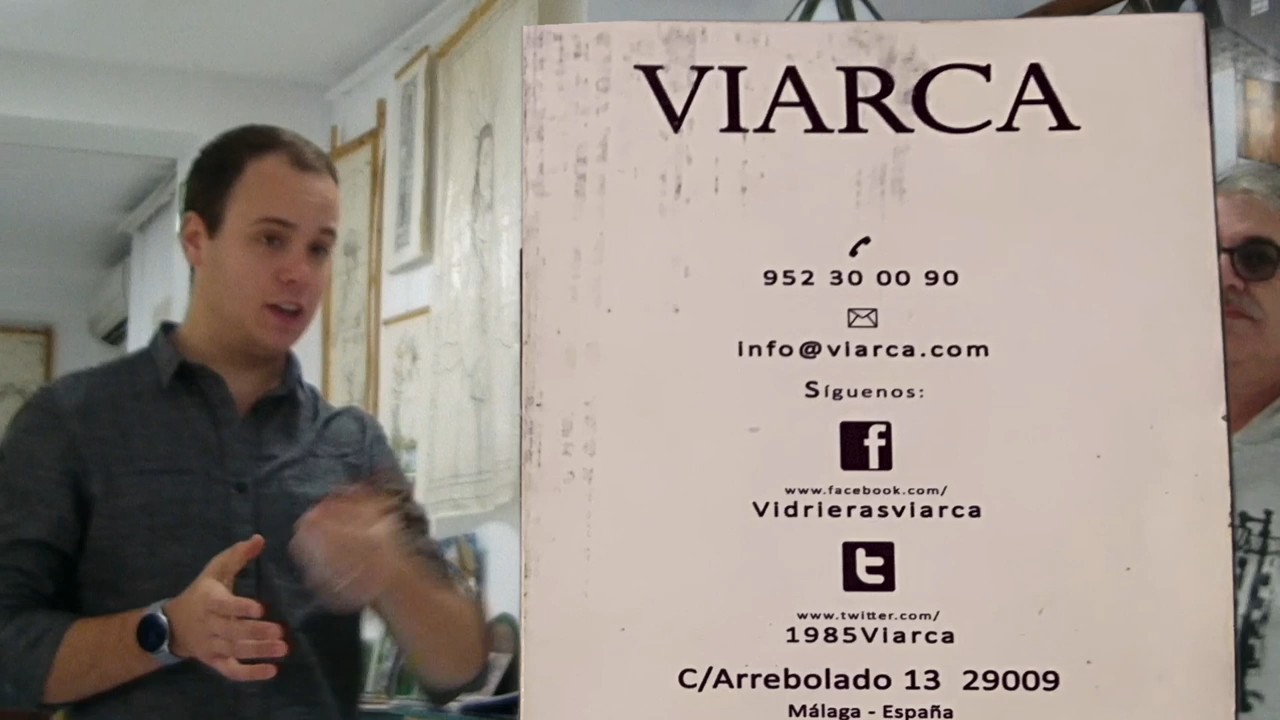 VIARCA
952 30 00 90
info@viarca.com
Síguenos:
www.facebook.com/
Vidrierasviarca
www.twitter.com/
1985Viarca
C/Arrebolado 13 29009
Málaga - España